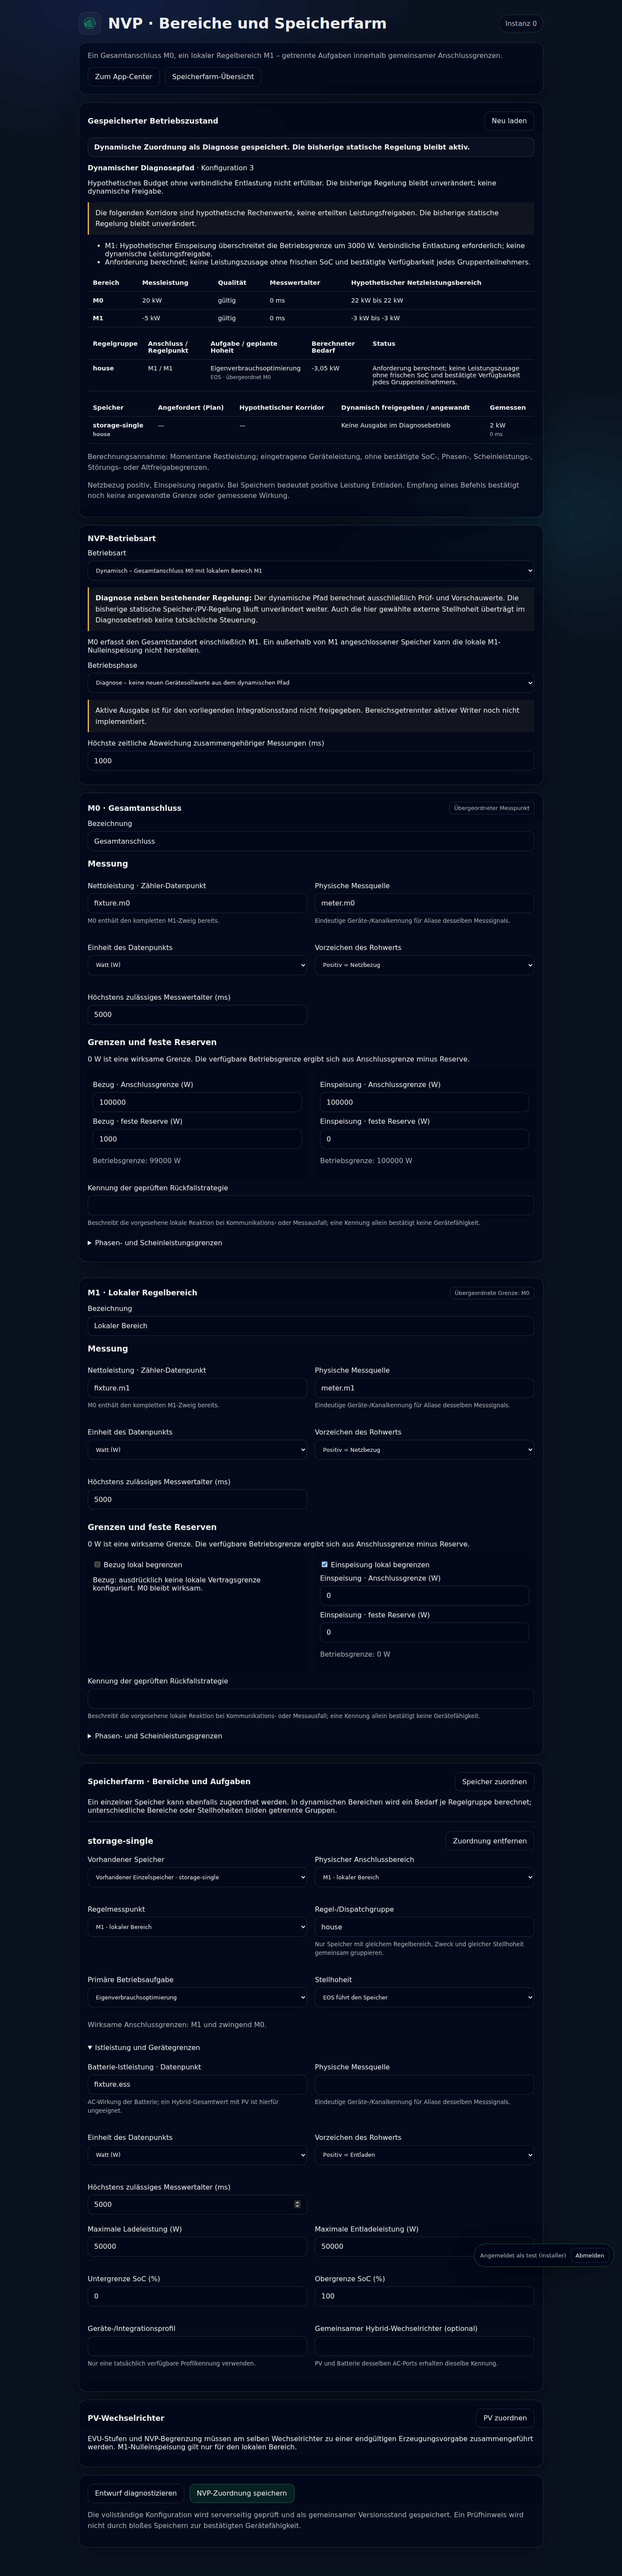 NVP · Bereiche und Speicherfarm
Instanz 0
Ein Gesamtanschluss M0, ein lokaler Regelbereich M1 – getrennte Aufgaben innerhalb gemeinsamer Anschlussgrenzen.
Zum App-Center
Speicherfarm-Übersicht
Gespeicherter Betriebszustand
Neu laden
Dynamische Zuordnung als Diagnose gespeichert. Die bisherige statische Regelung bleibt aktiv.
Dynamischer Diagnosepfad · Konfiguration 3
Hypothetisches Budget ohne verbindliche Entlastung nicht erfüllbar. Die bisherige Regelung bleibt unverändert; keine
dynamische Freigabe.
Die folgenden Korridore sind hypothetische Rechenwerte, keine erteilten Leistungsfreigaben. Die bisherige statische
Regelung bleibt unverändert.
• M1: Hypothetischer Einspeisung überschreitet die Betriebsgrenze um 3000 W. Verbindliche Entlastung erforderlich; keine
dynamische Leistungsfreigabe.
• Anforderung berechnet; keine Leistungszusage ohne frischen SoC und bestätigte Verfügbarkeit jedes Gruppenteilnehmers.
Bereich Messleistung Qualität Messwertalter Hypothetischer Netzleistungsbereich
M0 20 kW gültig 0 ms 22 kW bis 22 kW
M1 -5 kW gültig 0 ms -3 kW bis -3 kW
Regelgruppe Anschluss / Regelpunkt Aufgabe / geplante Hoheit Berechneter Bedarf Status
house M1 / M1 Eigenverbrauchsoptimierung -3,05 kW Anforderung berechnet; keine Leistungszusage
EOS · übergeordnet M0 ohne frischen SoC und bestätigte Verfügbarkeit
jedes Gruppenteilnehmers.
Speicher Angefordert (Plan) Hypothetischer Korridor Dynamisch freigegeben / angewandt Gemessen
storage-single — — Keine Ausgabe im Diagnosebetrieb 2 kW
house 0 ms
Berechnungsannahme: Momentane Restleistung; eingetragene Geräteleistung, ohne bestätigte SoC-, Phasen-, Scheinleistungs-,
Störungs- oder Altfreigabegrenzen.
Netzbezug positiv, Einspeisung negativ. Bei Speichern bedeutet positive Leistung Entladen. Empfang eines Befehls bestätigt
noch keine angewandte Grenze oder gemessene Wirkung.
NVP-Betriebsart
Betriebsart
Dynamisch – Gesamtanschluss M0 mit lokalem Bereich M1
Diagnose neben bestehender Regelung: Der dynamische Pfad berechnet ausschließlich Prüf- und Vorschauwerte. Die
bisherige statische Speicher-/PV-Regelung läuft unverändert weiter. Auch die hier gewählte externe Stellhoheit überträgt im
Diagnosebetrieb keine tatsächliche Steuerung.
M0 erfasst den Gesamtstandort einschließlich M1. Ein außerhalb von M1 angeschlossener Speicher kann die lokale M1-
Nulleinspeisung nicht herstellen.
Betriebsphase
Diagnose – keine neuen Gerätesollwerte aus dem dynamischen Pfad
Aktive Ausgabe ist für den vorliegenden Integrationsstand nicht freigegeben. Bereichsgetrennter aktiver Writer noch nicht
implementiert.
Höchste zeitliche Abweichung zusammengehöriger Messungen (ms)
1000
M0 · Gesamtanschluss
Übergeordneter Messpunkt
Bezeichnung
Gesamtanschluss
Messung
Nettoleistung · Zähler-Datenpunkt
Physische Messquelle
fixture.m0
meter.m0
M0 enthält den kompletten M1-Zweig bereits.
Eindeutige Geräte-/Kanalkennung für Aliase desselben Messsignals.
Einheit des Datenpunkts
Vorzeichen des Rohwerts
Watt (W)
Positiv = Netzbezug
Höchstens zulässiges Messwertalter (ms)
5000
Grenzen und feste Reserven
0 W ist eine wirksame Grenze. Die verfügbare Betriebsgrenze ergibt sich aus Anschlussgrenze minus Reserve.
Bezug · Anschlussgrenze (W)
Einspeisung · Anschlussgrenze (W)
100000
100000
Bezug · feste Reserve (W)
Einspeisung · feste Reserve (W)
1000
0
Betriebsgrenze: 99000 W
Betriebsgrenze: 100000 W
Kennung der geprüften Rückfallstrategie
Beschreibt die vorgesehene lokale Reaktion bei Kommunikations- oder Messausfall; eine Kennung allein bestätigt keine Gerätefähigkeit.
Phasen- und Scheinleistungsgrenzen
M1 · Lokaler Regelbereich
Übergeordnete Grenze: M0
Bezeichnung
Lokaler Bereich
Messung
Nettoleistung · Zähler-Datenpunkt
Physische Messquelle
fixture.m1
meter.m1
M0 enthält den kompletten M1-Zweig bereits.
Eindeutige Geräte-/Kanalkennung für Aliase desselben Messsignals.
Einheit des Datenpunkts
Vorzeichen des Rohwerts
Watt (W)
Positiv = Netzbezug
Höchstens zulässiges Messwertalter (ms)
5000
Grenzen und feste Reserven
0 W ist eine wirksame Grenze. Die verfügbare Betriebsgrenze ergibt sich aus Anschlussgrenze minus Reserve.
Bezug lokal begrenzen
Einspeisung lokal begrenzen
Bezug: ausdrücklich keine lokale Vertragsgrenze
konfiguriert. M0 bleibt wirksam.
Einspeisung · Anschlussgrenze (W)
0
Einspeisung · feste Reserve (W)
0
Betriebsgrenze: 0 W
Kennung der geprüften Rückfallstrategie
Beschreibt die vorgesehene lokale Reaktion bei Kommunikations- oder Messausfall; eine Kennung allein bestätigt keine Gerätefähigkeit.
Phasen- und Scheinleistungsgrenzen
Speicherfarm · Bereiche und Aufgaben
Speicher zuordnen
Ein einzelner Speicher kann ebenfalls zugeordnet werden. In dynamischen Bereichen wird ein Bedarf je Regelgruppe berechnet;
unterschiedliche Bereiche oder Stellhoheiten bilden getrennte Gruppen.
storage-single
Zuordnung entfernen
Vorhandener Speicher
Physischer Anschlussbereich
Vorhandener Einzelspeicher · storage-single
M1 · lokaler Bereich
Regelmesspunkt
Regel-/Dispatchgruppe
M1 · lokaler Bereich
house
Nur Speicher mit gleichem Regelbereich, Zweck und gleicher Stellhoheit
gemeinsam gruppieren.
Primäre Betriebsaufgabe
Stellhoheit
Eigenverbrauchsoptimierung
EOS führt den Speicher
Wirksame Anschlussgrenzen: M1 und zwingend M0.
Istleistung und Gerätegrenzen
Batterie-Istleistung · Datenpunkt
Physische Messquelle
fixture.ess
AC-Wirkung der Batterie; ein Hybrid-Gesamtwert mit PV ist hierfür
ungeeignet.
Eindeutige Geräte-/Kanalkennung für Aliase desselben Messsignals.
Einheit des Datenpunkts
Vorzeichen des Rohwerts
Watt (W)
Positiv = Entladen
Höchstens zulässiges Messwertalter (ms)
5000
Maximale Ladeleistung (W)
Maximale Entladeleistung (W)
50000
50000
Angemeldet als test (installer)
Abmelden
Untergrenze SoC (%)
Obergrenze SoC (%)
0
100
Geräte-/Integrationsprofil
Gemeinsamer Hybrid-Wechselrichter (optional)
Nur eine tatsächlich verfügbare Profilkennung verwenden.
PV und Batterie desselben AC-Ports erhalten dieselbe Kennung.
PV-Wechselrichter
PV zuordnen
EVU-Stufen und NVP-Begrenzung müssen am selben Wechselrichter zu einer endgültigen Erzeugungsvorgabe zusammengeführt
werden. M1-Nulleinspeisung gilt nur für den lokalen Bereich.
Entwurf diagnostizieren
NVP-Zuordnung speichern
Die vollständige Konfiguration wird serverseitig geprüft und als gemeinsamer Versionsstand gespeichert. Ein Prüfhinweis wird
nicht durch bloßes Speichern zur bestätigten Gerätefähigkeit.